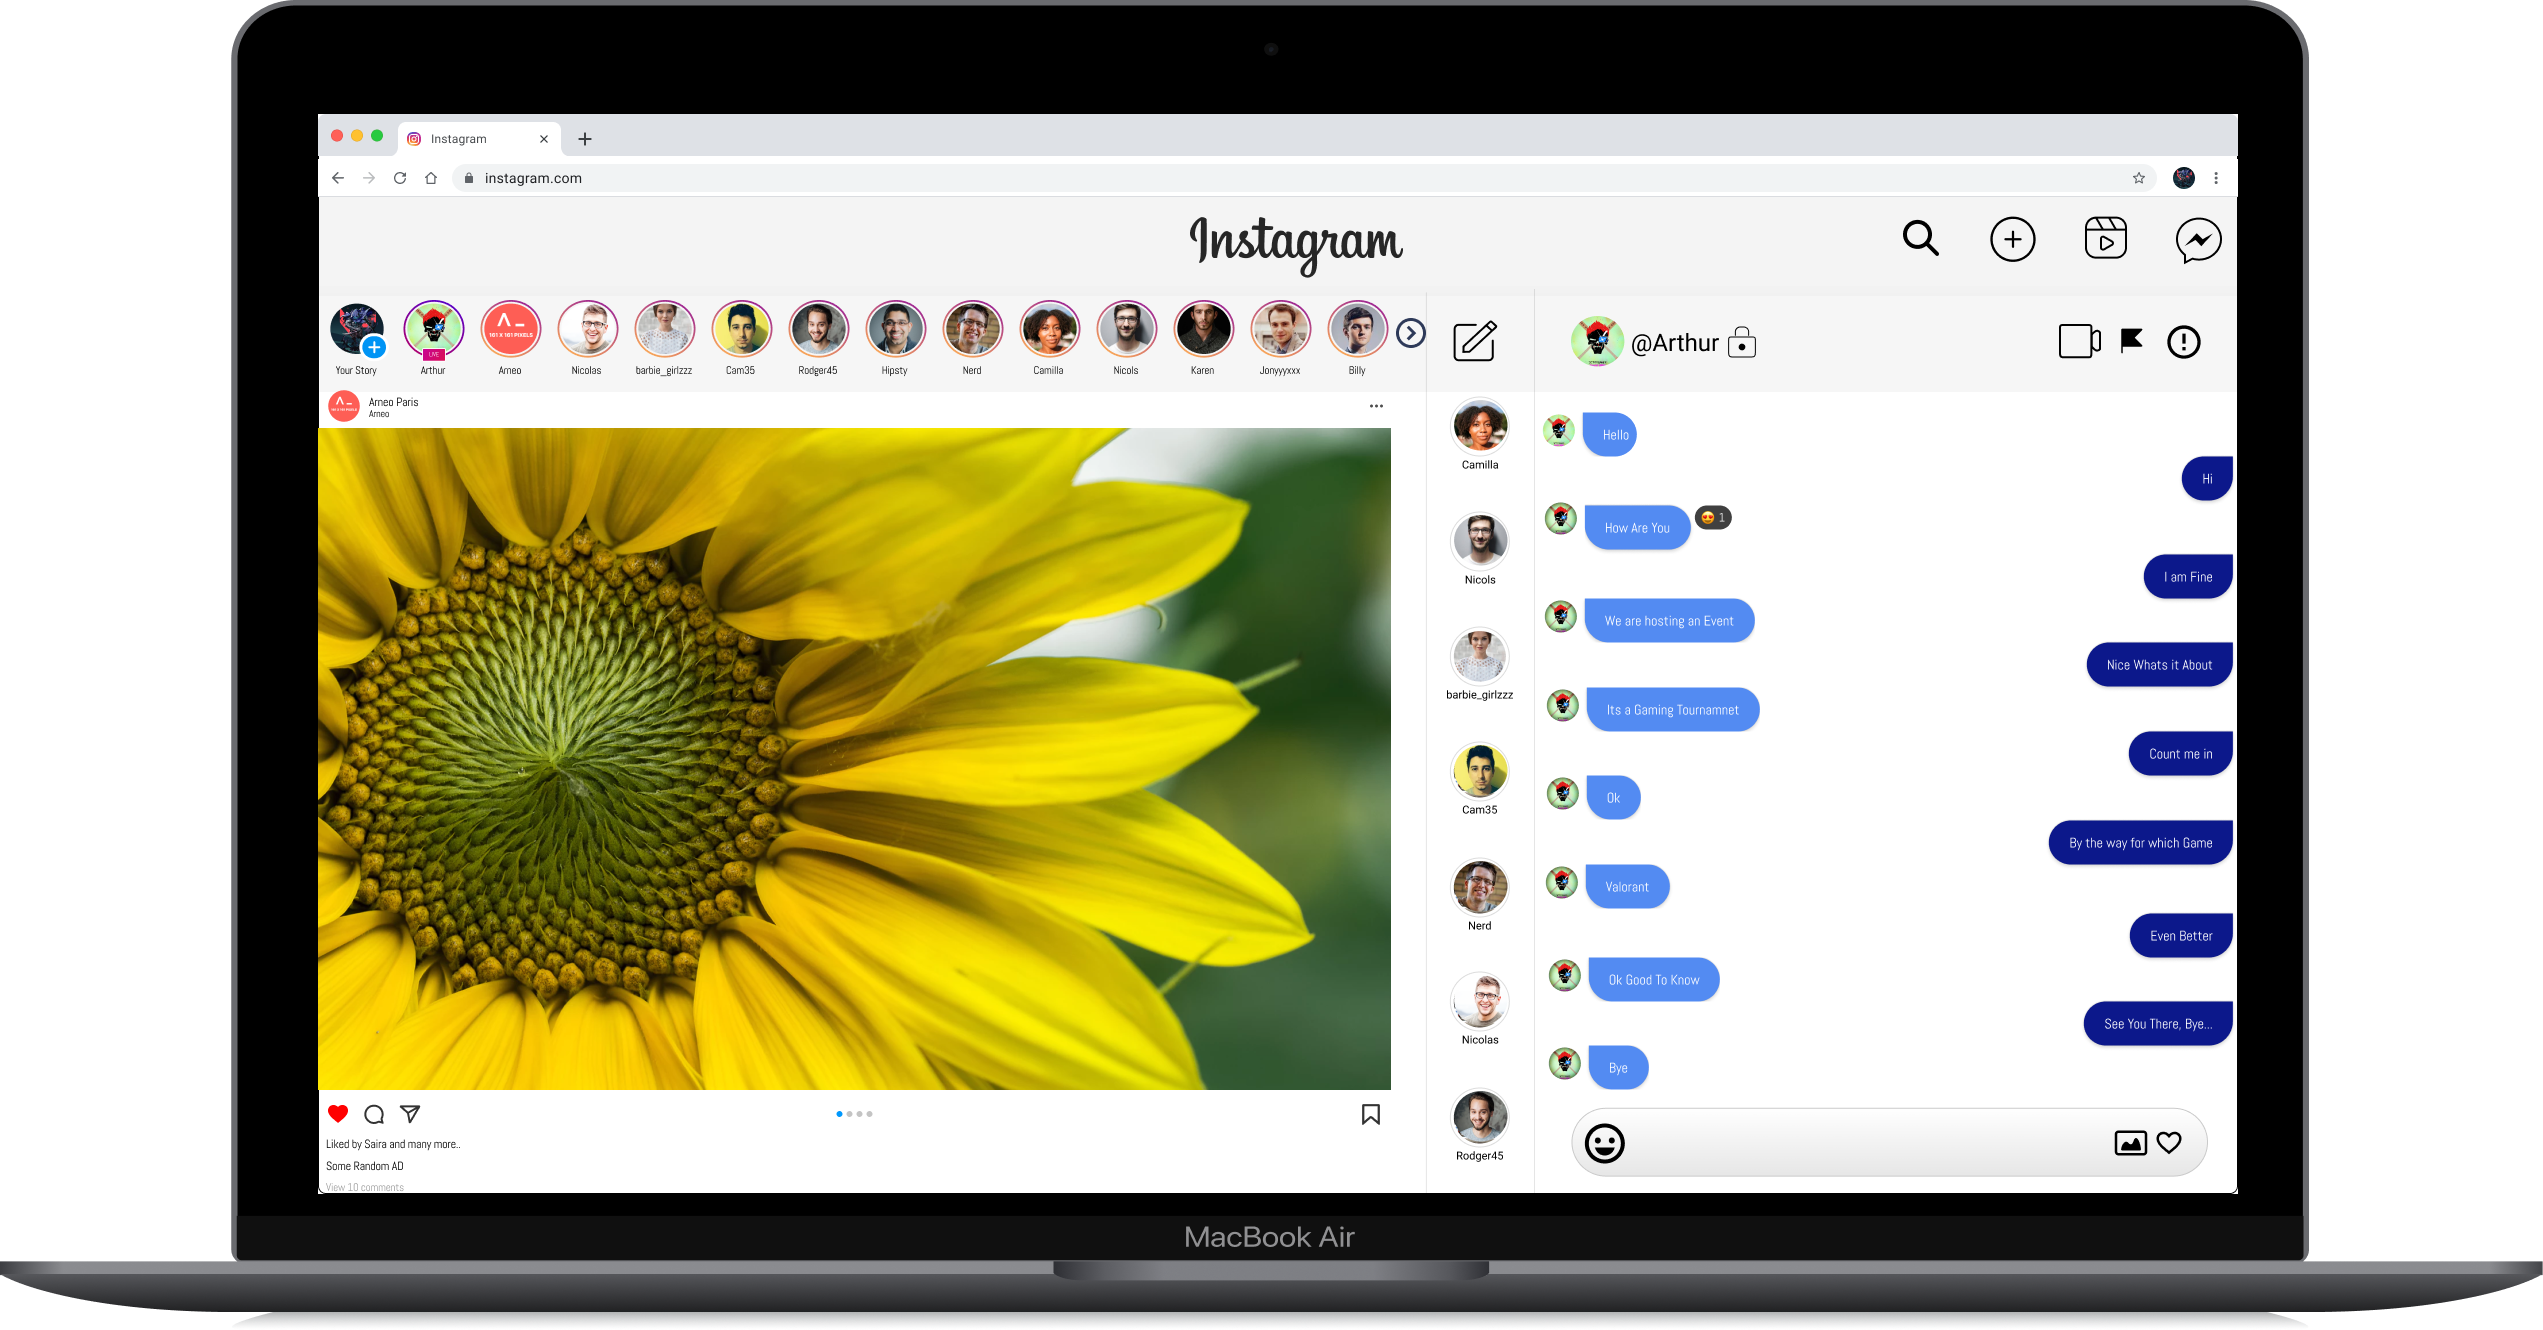 Instagram
instagram.com
Instagram
LIVE
161 X 161 PIXELS
Your Story
Arthur
Arneo
Nicolas
barbie_girlzzz
Cam35
Rodger45
Hipsty
Nerd
Camilla
Nicols
Karen
Jonyyyxxx
Billy
@Arthur
Arneo Paris
Arneo
Camilla
Nicols
barbie_girlzzz
Cam35
Nerd
Nicolas
Rodger45
Hello
Hi
How Are You
1
I am Fine
We are hosting an Event
Nice Whats it About
Its a Gaming Tournamnet
Count me in
Ok
By the way for which Game
Valorant
Even Better
Ok Good To Know
See You There, Bye...
Bye
Liked by Saira and many more..
Some Random AD
View 10 comments
MacBook Air